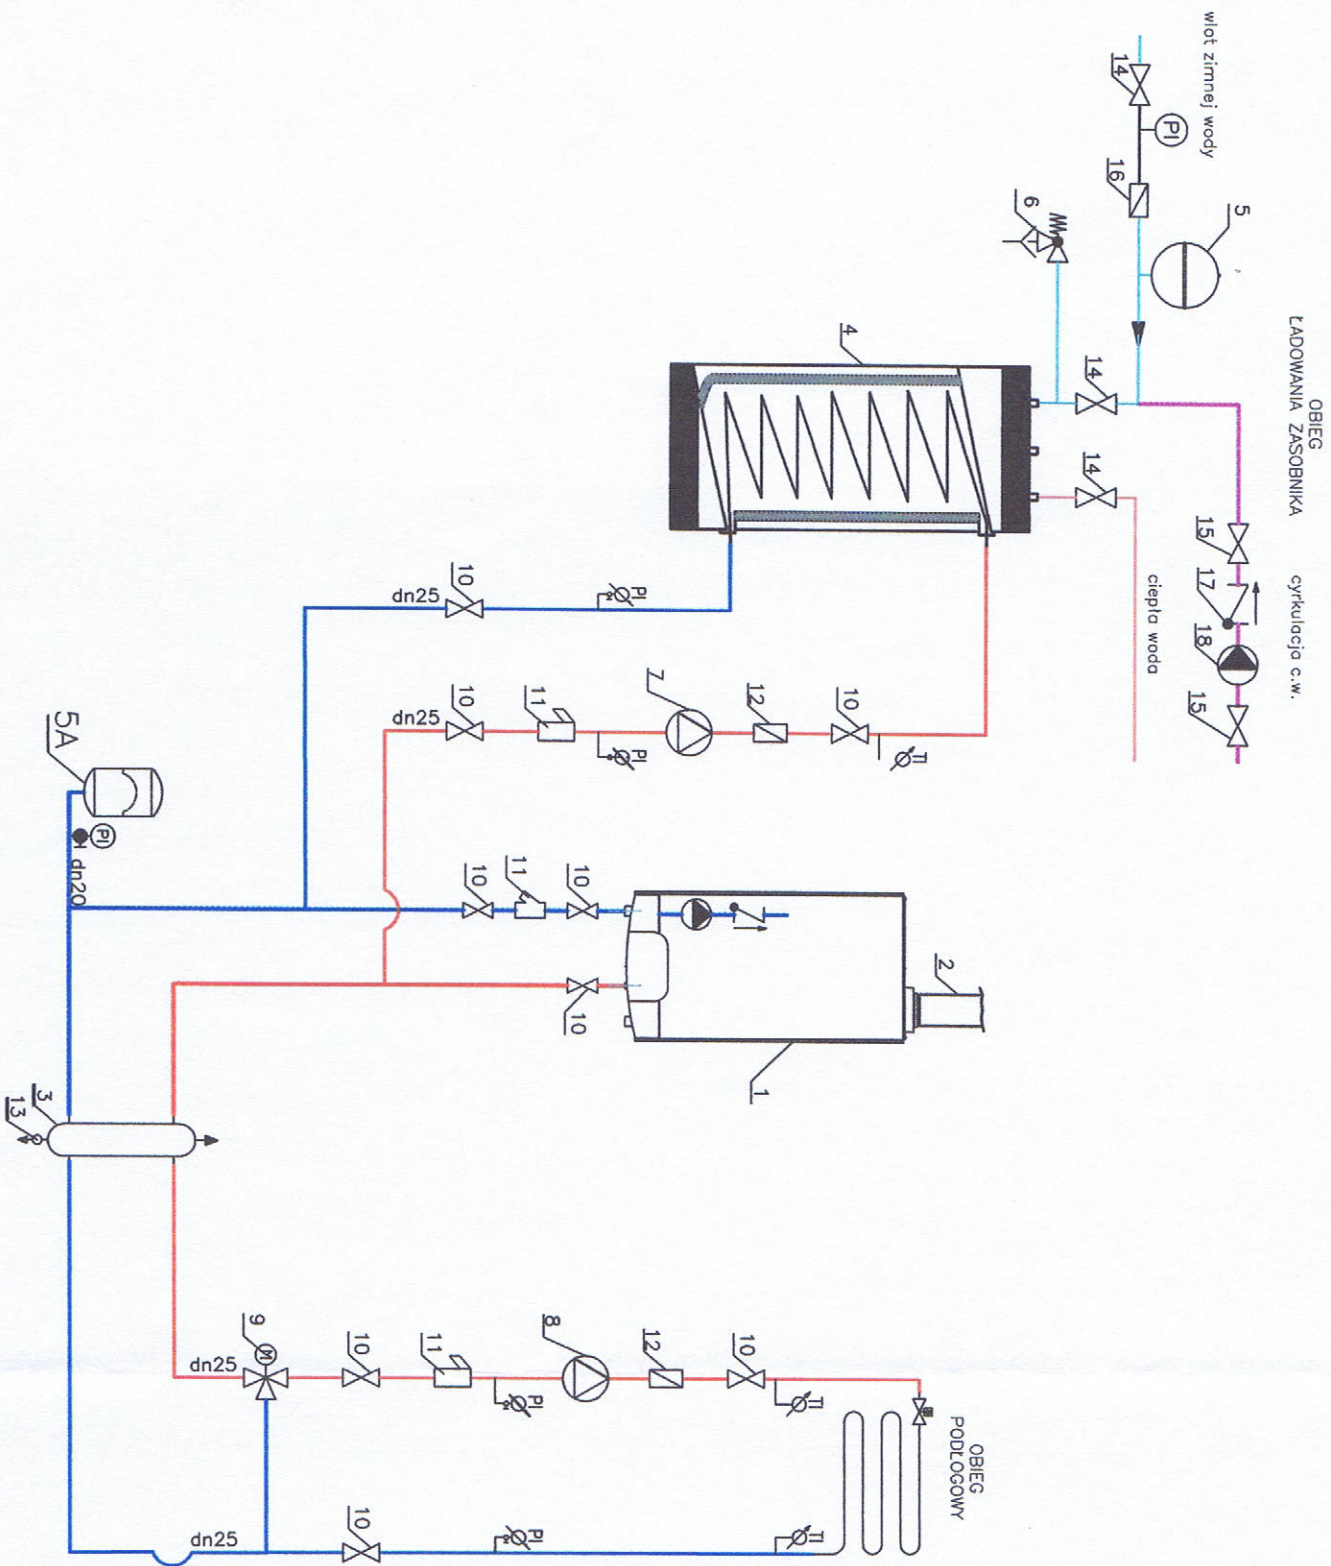 OBIEG
ŁADOWANIA ZASOBNIKA
wlot zimnej wody
14
PI
16
5
6
14
14
4
cyrkulacja c.w.
15
17
18
15
ciepła woda
10
dn25
PI
10
dn25
11
PI
7
12
10
TI
5A
PI
dn20
10
11
10
10
2
1
3
13
OBIEG
PODŁOGOWY
9
M
dn25
10
11
PI
8
12
10
TI
dn25
10
PI
TI